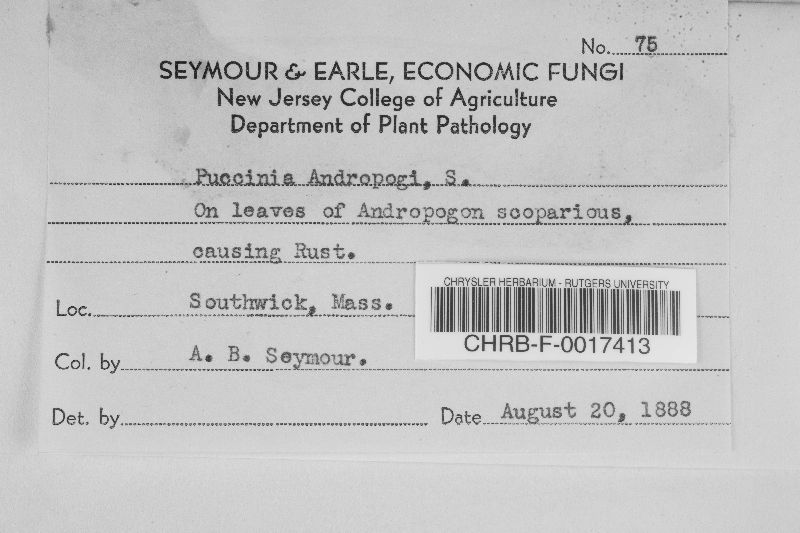 No. 75
SEYMOUR & EARLE, ECONOMIC FUNGI
New Jersey College of Agriculture
Department of Plant Pathology
Puccinia Andropogi, S.
On leaves of Andropogon scoparious,
causing Rust.
Loc. Southwick, Mass.
CHRYSLER HERBARIUM - RUTGERS UNIVERSITY
CHRB-F-0017413
Col. by A. B. Seymour.
Det. by
Date August 20, 1888